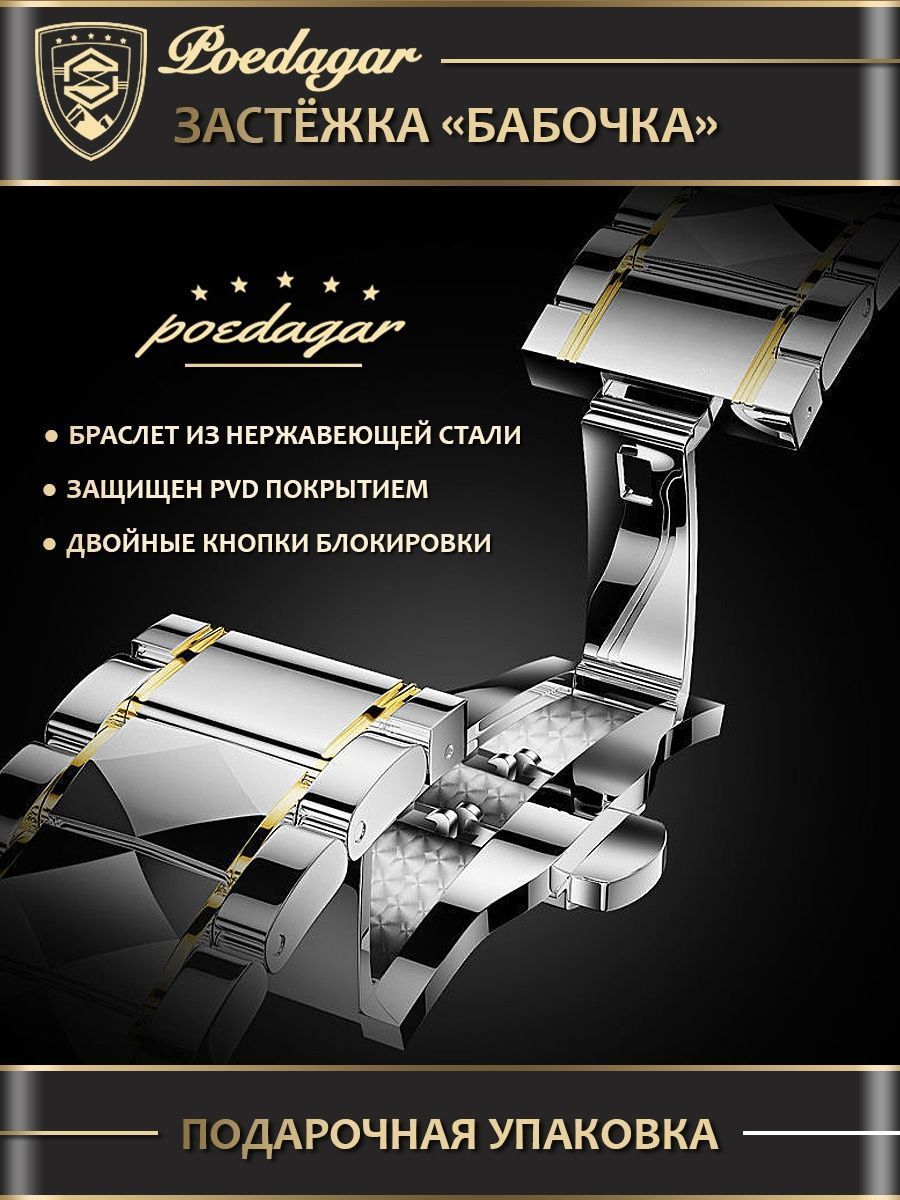 Poedagar
ЗАСТЁЖКА «БАБОЧКА»
poedagar
• БРАСЛЕТ ИЗ НЕРЖАВЕЮЩЕЙ СТАЛИ
• ЗАЩИЩЕН PVD ПОКРЫТИЕМ
• ДВОЙНЫЕ КНОПКИ БЛОКИРОВКИ
ПОДАРОЧНАЯ УПАКОВКА